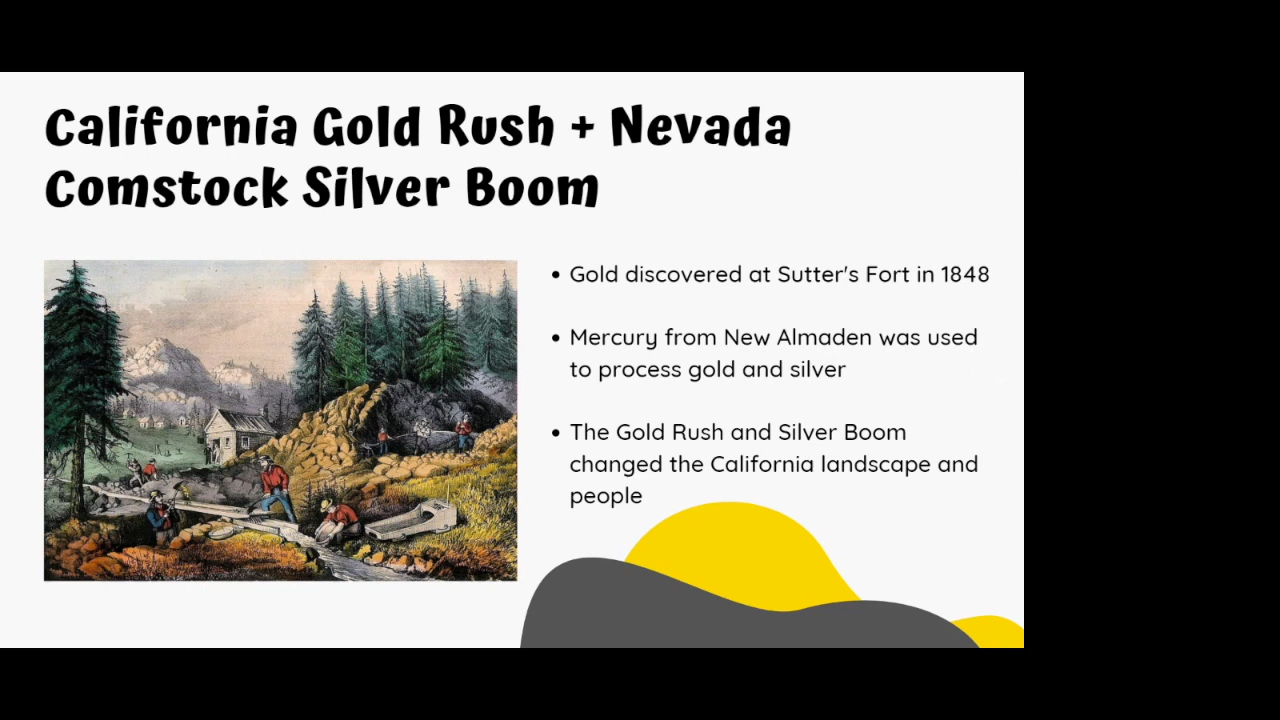 California Gold Rush + Nevada
Comstock Silver Boom
• Gold discovered at Sutter's Fort in 1848
• Mercury from New Almaden was used
to process gold and silver
• The Gold Rush and Silver Boom
changed the California landscape and
people